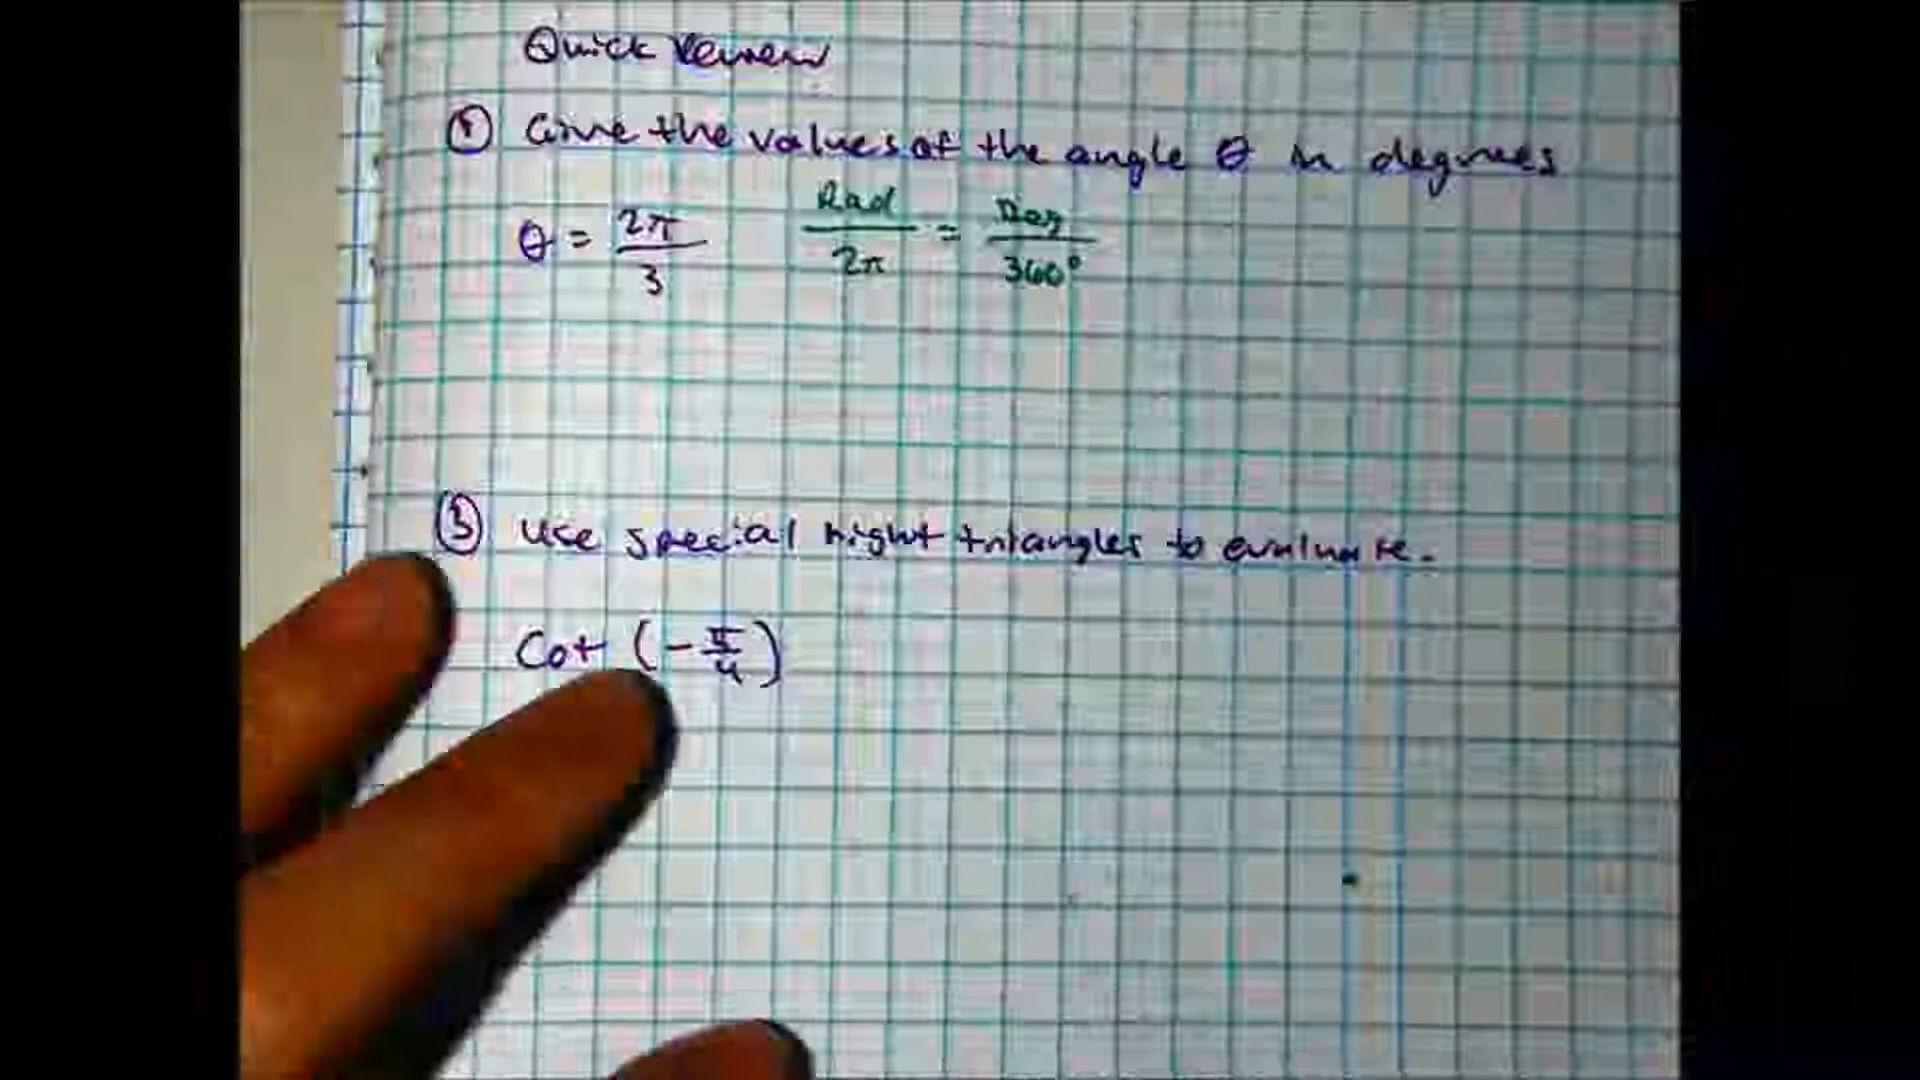 Quick Review
① Give the values of the angle θ in degrees
θ = 2π/3 Rad/2π = Deg/360°
③ Use special right triangles to evaluate.
Cot (-π/4)